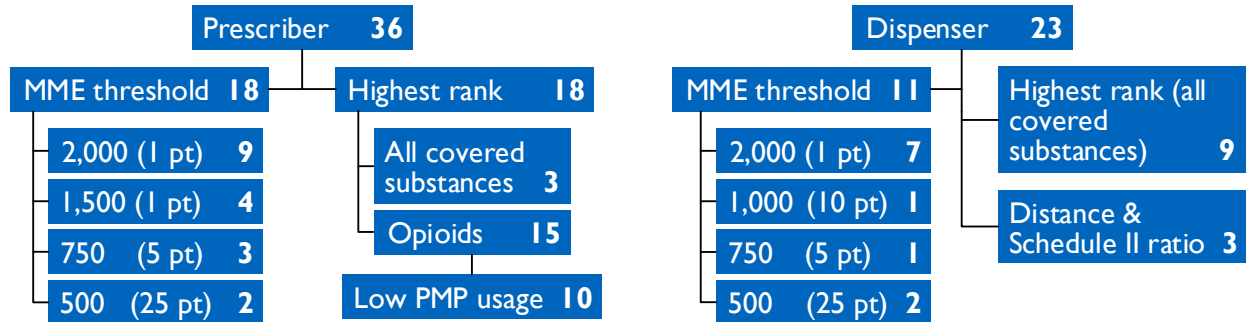 Prescriber 36
MME threshold 18
2,000 (1 pt) 9
1,500 (1 pt) 4
750 (5 pt) 3
500 (25 pt) 2
Highest rank 18
All covered
substances 3
Opioids 15
Low PMP usage 10
Dispenser 23
MME threshold 11
2,000 (1 pt) 7
1,000 (10 pt) 1
750 (5 pt) 1
500 (25 pt) 2
Highest rank (all
covered
substances) 9
Distance &
Schedule II ratio 3